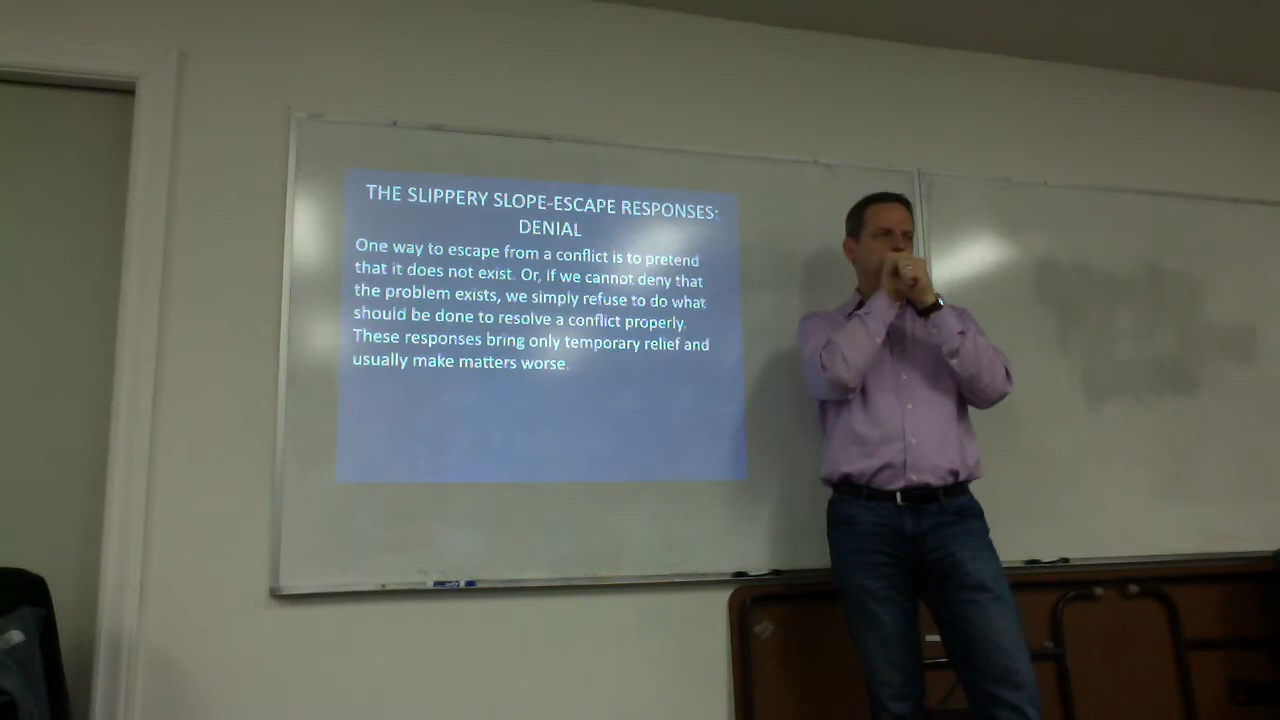 THE SLIPPERY SLOPE-ESCAPE RESPONSES:
DENIAL
One way to escape from a conflict is to pretend
that it does not exist. Or, if we cannot deny that
the problem exists, we simply refuse to do what
should be done to resolve a conflict properly.
These responses bring only temporary relief and
usually make matters worse.